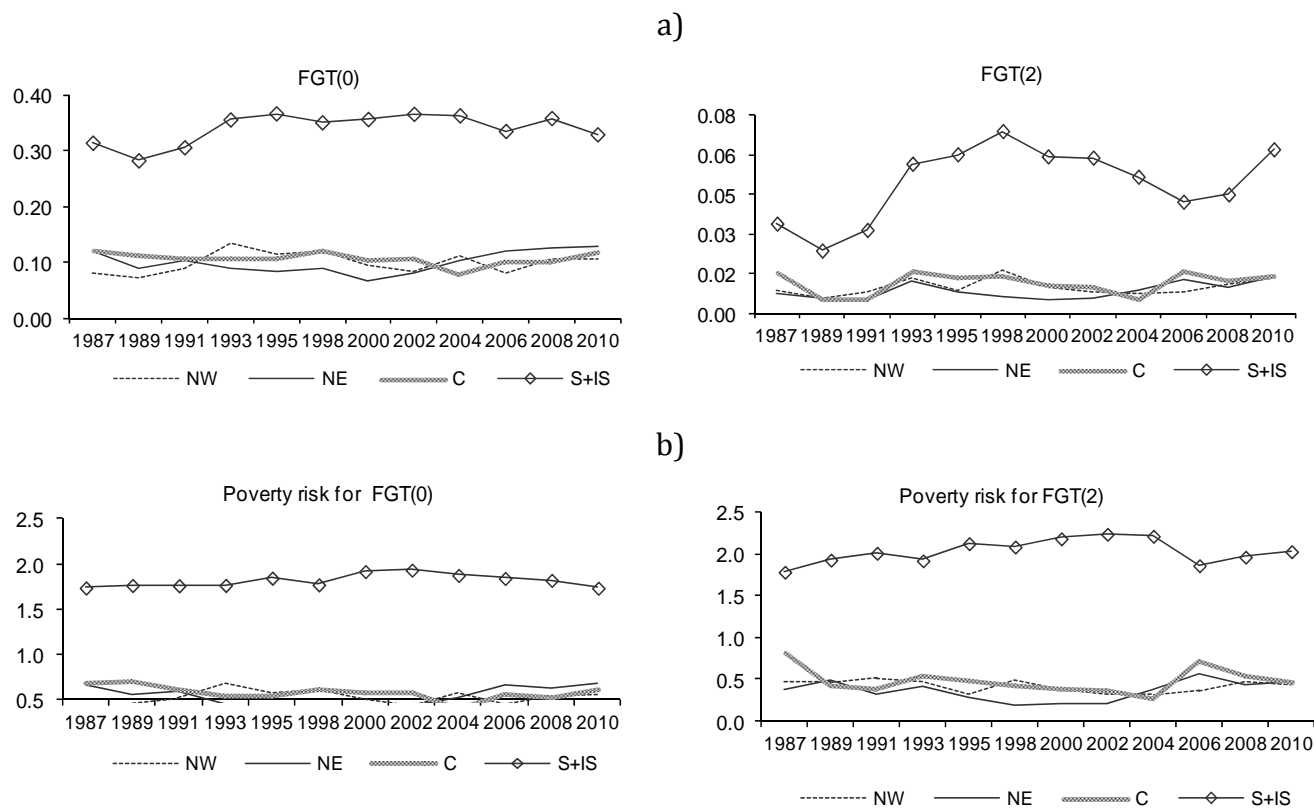 a)
FGT(0)
0.40
0.30
0.20
0.10
0.00
1987 1989 1991 1993 1995 1998 2000 2002 2004 2006 2008 2010
NW NE C S+IS
FGT(2)
0.08
0.06
0.05
0.03
0.02
0.00
1987 1989 1991 1993 1995 1998 2000 2002 2004 2006 2008 2010
NW NE C S+IS
b)
Poverty risk for FGT(0)
2.5
2.0
1.5
1.0
0.5
1987 1989 1991 1993 1995 1998 2000 2002 2004 2006 2008 2010
NW NE C S+IS
Poverty risk for FGT(2)
2.5
2.0
1.5
1.0
0.5
0.0
1987 1989 1991 1993 1995 1998 2000 2002 2004 2006 2008 2010
NW NE C S+IS